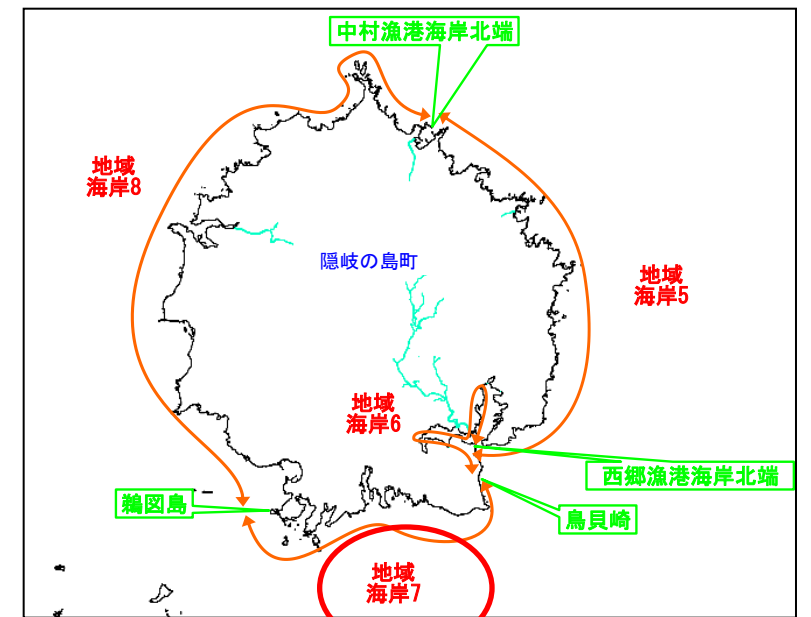 中村漁港海岸北端
地域
海岸8
隠岐の島町
地域
海岸5
地域
海岸6
西郷漁港海岸北端
鵜図島
鳥貝崎
地域
海岸7